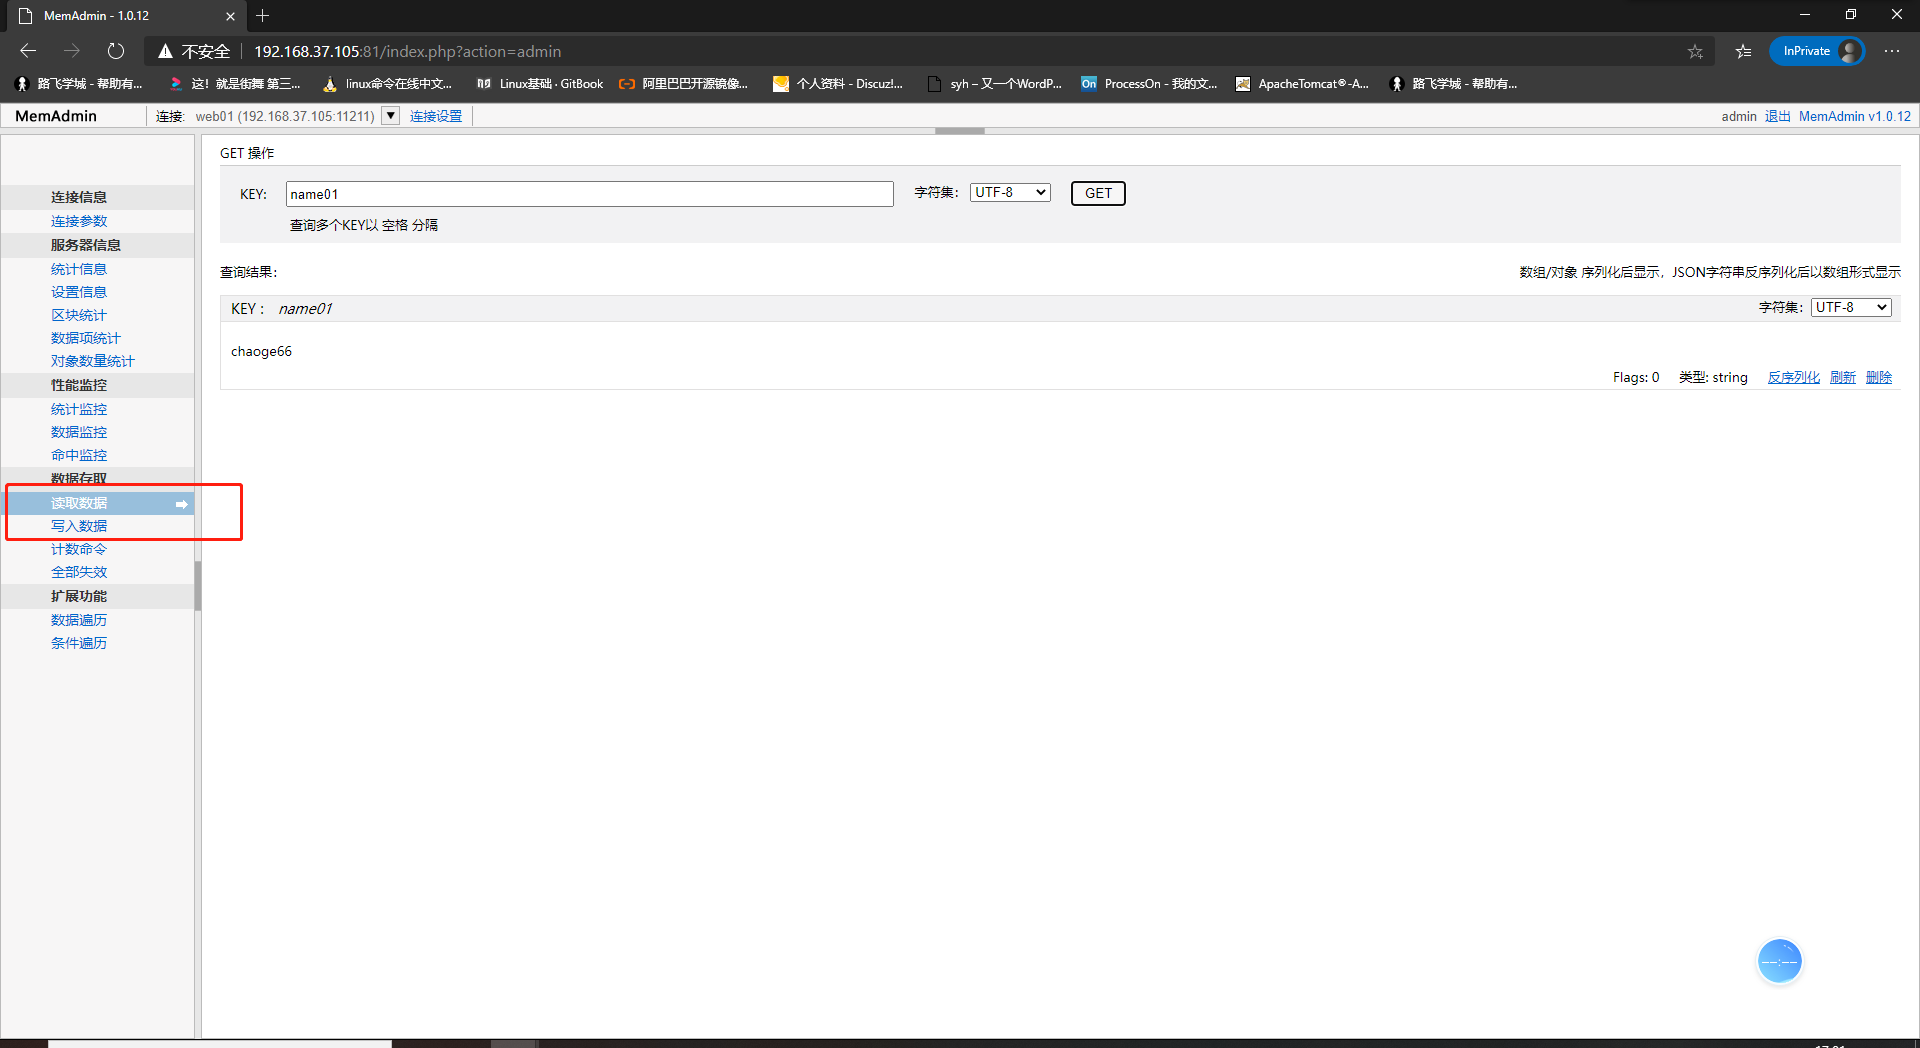 MemAdmin - 1.0.12
不安全 192.168.37.105:81/index.php?action=admin InPrivate
路飞学城 - 帮助有... 这！就是街舞 第三... linux命令在线中文... Linux基础 · GitBook 阿里巴巴开源镜像... 个人资料 - Discuz!... syh – 又一个WordP... On ProcessOn - 我的文... ApacheTomcat®-A... 路飞学城 - 帮助有...
MemAdmin 连接: web01 (192.168.37.105:11211) 连接设置 admin 退出 MemAdmin v1.0.12
GET 操作
KEY: name01 字符集: UTF-8 GET
查询多个KEY以 空格 分隔
查询结果: 数组/对象 序列化后显示，JSON字符串反序列化后以数组形式显示
KEY : name01 字符集: UTF-8
chaoge66
Flags: 0 类型: string 反序列化 刷新 删除
连接信息
连接参数
服务器信息
统计信息
设置信息
区块统计
数据项统计
对象数量统计
性能监控
统计监控
数据监控
命中监控
数据存取
读取数据
写入数据
计数命令
全部失效
扩展功能
数据遍历
条件遍历
--:--